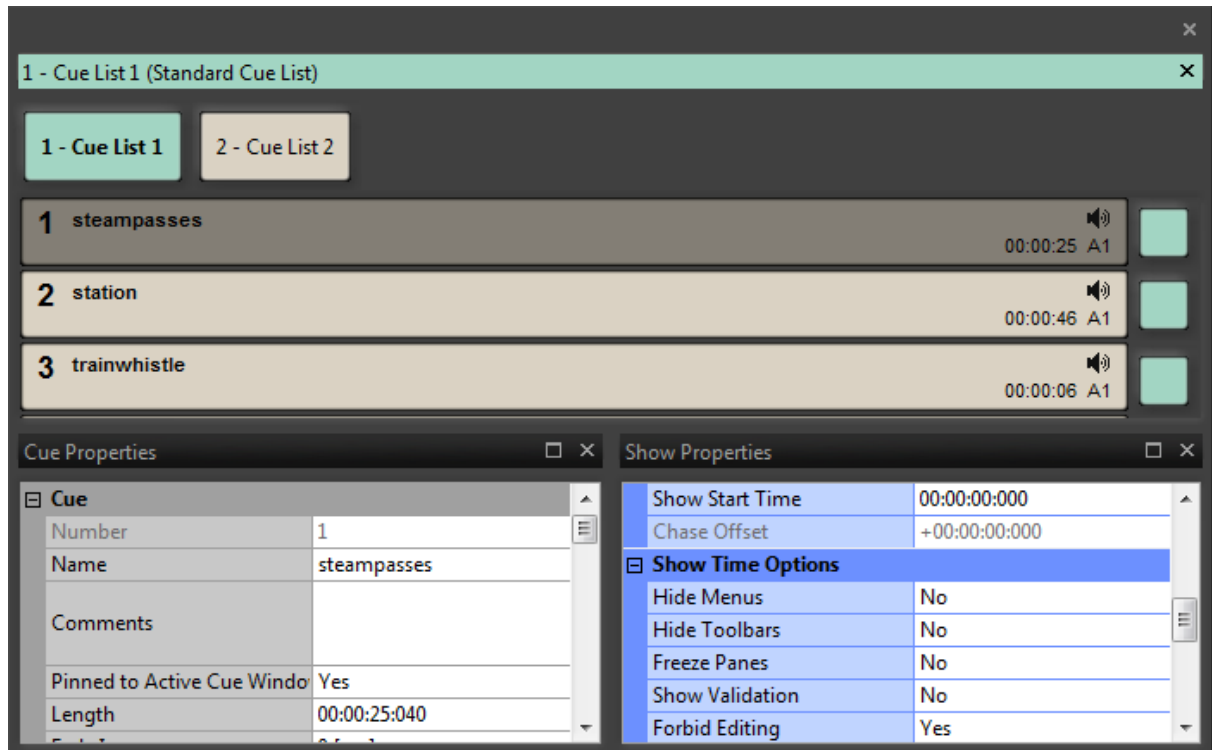 1 - Cue List 1 (Standard Cue List)
1 - Cue List 1 2 - Cue List 2
1 steampasses
00:00:25 A1
2 station
00:00:46 A1
3 trainwhistle
00:00:06 A1
Cue Properties
Cue
Number 1
Name steampasses
Comments
Pinned to Active Cue Windo Yes
Length 00:00:25:040
Show Properties
Show Start Time 00:00:00:000
Chase Offset +00:00:00:000
Show Time Options
Hide Menus No
Hide Toolbars No
Freeze Panes No
Show Validation No
Forbid Editing Yes